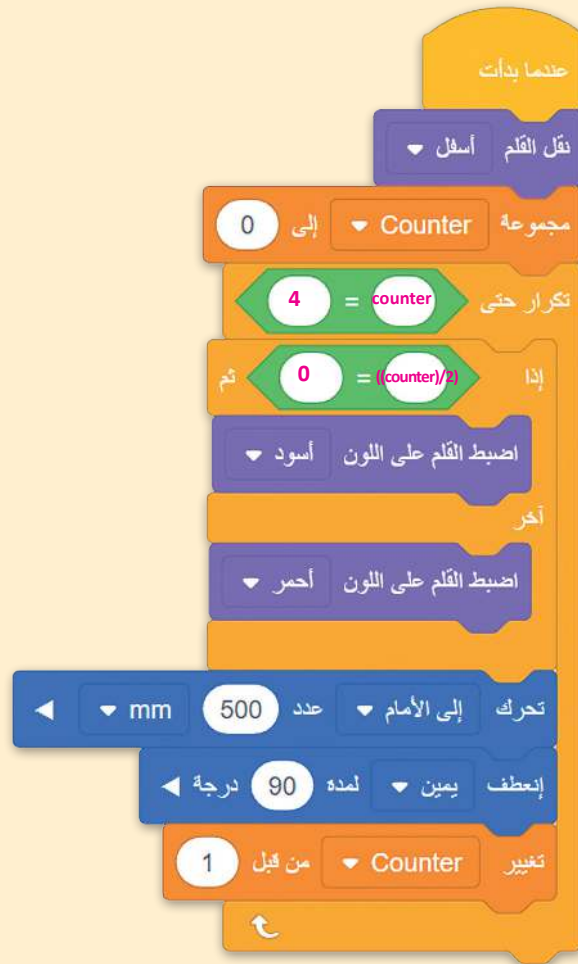 عندما بدأت
نقل القلم أسفل
مجموعة Counter إلى 0
تكرار حتى counter = 4
إذا ((counter)/2) = 0 ثم
اضبط القلم على اللون أسود
آخر
اضبط القلم على اللون أحمر
تحرك إلى الأمام عدد 500 mm
إنعطف يمين لمدة 90 درجة
تغيير Counter من قبل 1